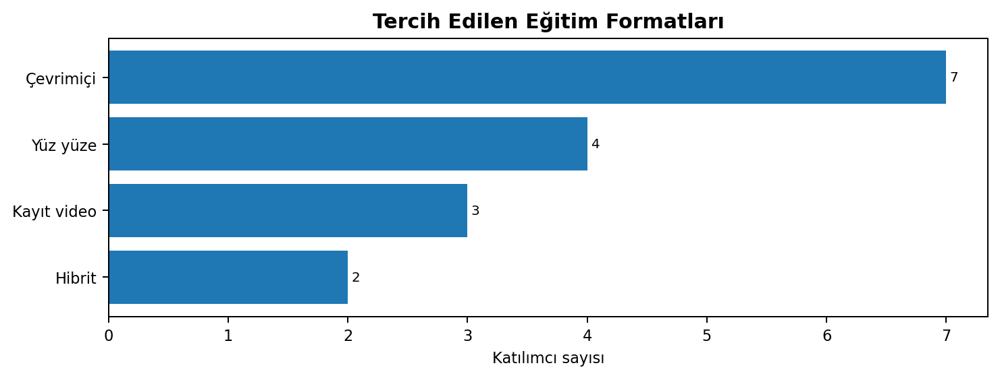 Tercih Edilen Eğitim Formatları
Çevrimiçi
7
Yüz yüze
4
Kayıt video
3
Hibrit
2
0 1 2 3 4 5 6 7
Katılımcı sayısı